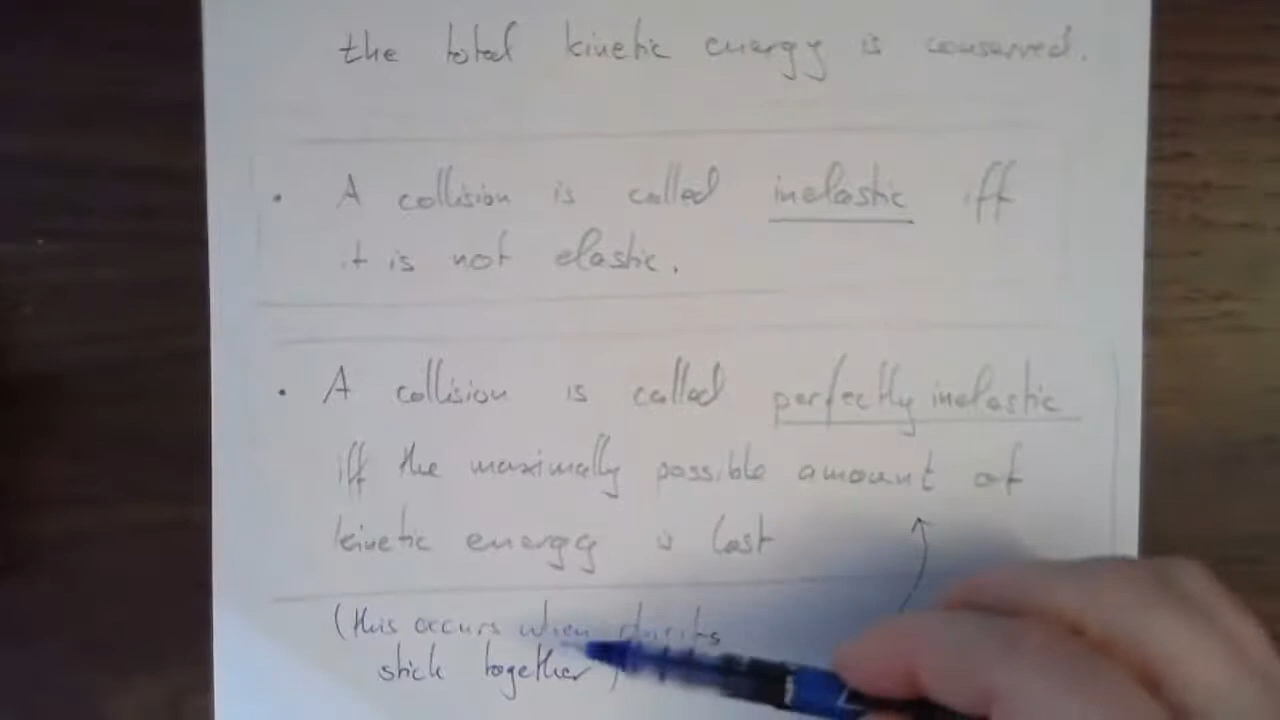 the total kinetic energy is conserved.
• A collision is called inelastic iff
it is not elastic.
• A collision is called perfectly inelastic
iff the maximally possible amount of
kinetic energy is lost
(this occurs when
stick together)